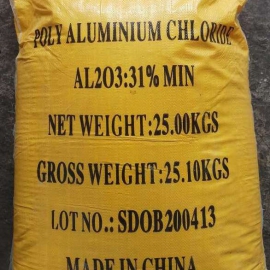 POLY ALUMINIUM CHLORIDE
AL2O3:31% MIN
NET WEIGHT:25.00KGS
GROSS WEIGHT:25.10KGS
LOT NO.: SDOB200413
MADE IN CHINA